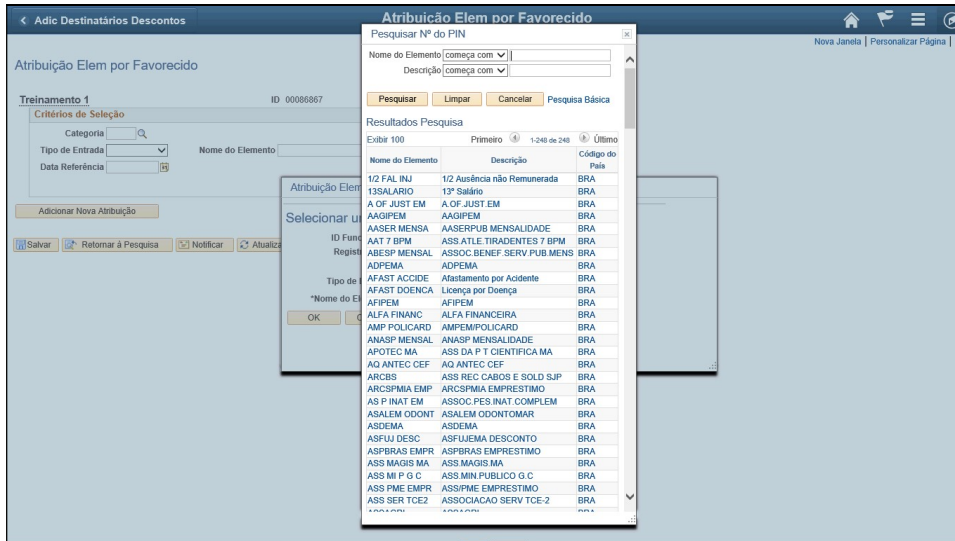 Adic Destinatários Descontos
Atribuição Elem por Favorecido
Nova Janela | Personalizar Página |
Atribuição Elem por Favorecido
Treinamento 1 ID 00086867
Critérios de Seleção
Categoria
Tipo de Entrada Nome do Elemento
Data Referência
Adicionar Nova Atribuição
Salvar Retornar à Pesquisa Notificar
Atribuição Elem
Selecionar
ID Func
Regist
Tipo de
*Nome do El
OK
Pesquisar Nº do PIN
Nome do Elemento começa com
Descrição começa com
Pesquisar Limpar Cancelar Pesquisa Básica
Resultados Pesquisa
Exibir 100 Primeiro 1-248 de 248 Último
Nome do Elemento Descrição Código do País
1/2 FAL INJ 1/2 Ausência não Remunerada BRA
13SALARIO 13º Salário BRA
A OF JUST EM A.OF.JUST.EM BRA
AAGIPEM AAGIPEM BRA
AASER MENSA AASERPUB MENSALIDADE BRA
AAT 7 BPM ASS.ATLE.TIRADENTES 7 BPM BRA
ABESP MENSAL ASSOC.BENEF.SERV.PUB.MENS BRA
ADPEMA ADPEMA BRA
AFAST ACCIDE Afastamento por Acidente BRA
AFAST DOENCA Licença por Doença BRA
AFIPEM AFIPEM BRA
ALFA FINANC ALFA FINANCEIRA BRA
AMP POLICARD AMPEM/POLICARD BRA
ANASP MENSAL ANASP MENSALIDADE BRA
APOTEC MA ASS DA P T CIENTIFICA MA BRA
AQ ANTEC CEF AQ ANTEC CEF BRA
ARCBS ASS REC CABOS E SOLD SJP BRA
ARCSPMIA EMP ARCSPMIA EMPRESTIMO BRA
AS P INAT EM ASSOC.PES.INAT.COMPLEM BRA
ASALEM ODONT ASALEM ODONTOMAR BRA
ASDEMA ASDEMA BRA
ASFUJ DESC ASFUJEMA DESCONTO BRA
ASPBRAS EMPR ASPBRAS EMPRESTIMO BRA
ASS MAGIS MA ASS.MAGIS.MA BRA
ASS MI P G C ASS.MIN.PUBLICO G.C BRA
ASS PME EMPR ASS/PME EMPRESTIMO BRA
ASS SER TCE2 ASSOCIACAO SERV TCE-2 BRA